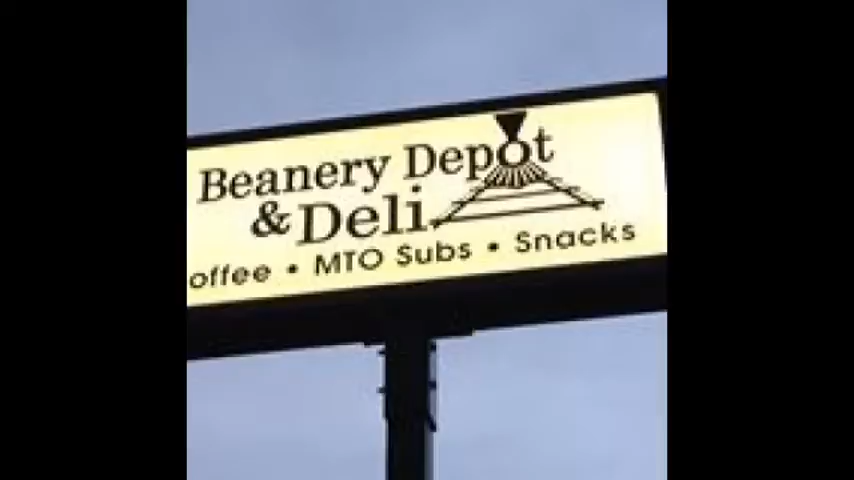 Beanery Depot
& Deli
offee • MTO Subs • Snacks